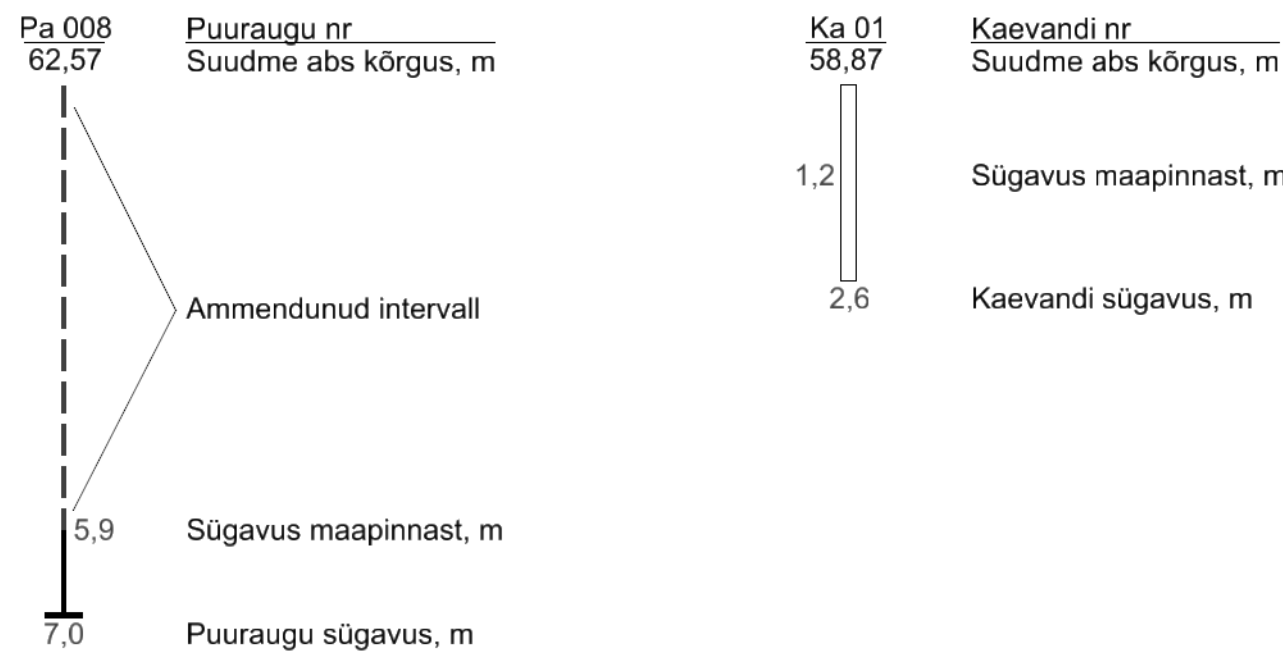 Pa 008 Puuraugu nr
62,57 Suudme abs kõrgus, m
Ammendunud intervall
5,9 Sügavus maapinnast, m
7,0 Puuraugu sügavus, m
Ka 01 Kaevandi nr
58,87 Suudme abs kõrgus, m
1,2 Sügavus maapinnast, m
2,6 Kaevandi sügavus, m